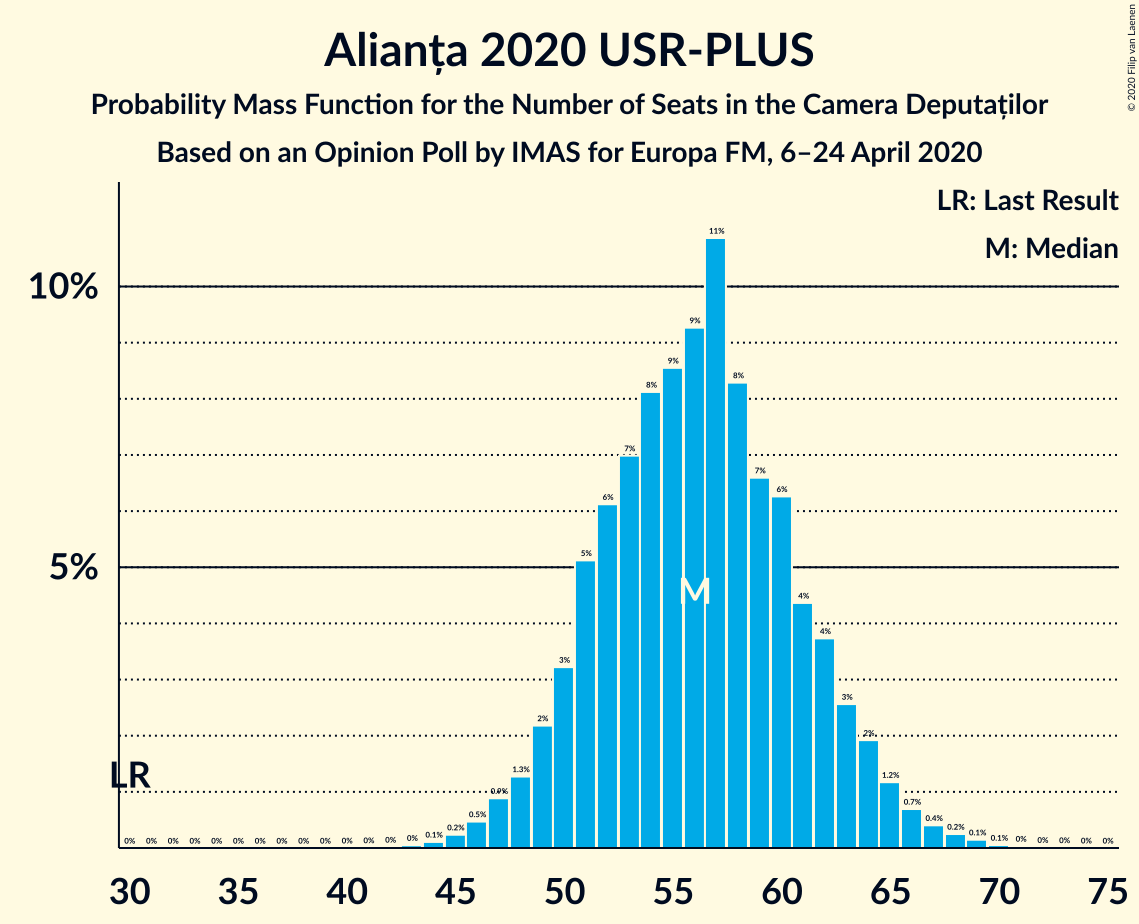 © 2020 Filip van Laenen
Alianța 2020 USR-PLUS
Probability Mass Function for the Number of Seats in the Camera Deputaților
Based on an Opinion Poll by IMAS for Europa FM, 6–24 April 2020
LR: Last Result
M: Median
11%
10%
9%
9%
8%
8%
7%
7%
6%
6%
5%
5%
M
4%
4%
3%
3%
2%
2%
LR
1.3%
1.2%
0.9%
0.7%
0.5%
0.4%
0% 0% 0% 0% 0% 0% 0% 0% 0% 0% 0% 0% 0% 0% 0.1% 0.2% 0.2% 0.1% 0.1% 0% 0% 0% 0% 0%
30 35 40 45 50 55 60 65 70 75